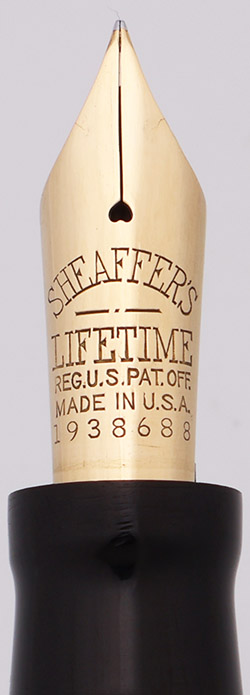 SHEAFFER'S
LIFETIME
REG.U.S.PAT.OFF.
MADE IN U.S.A.
1938688